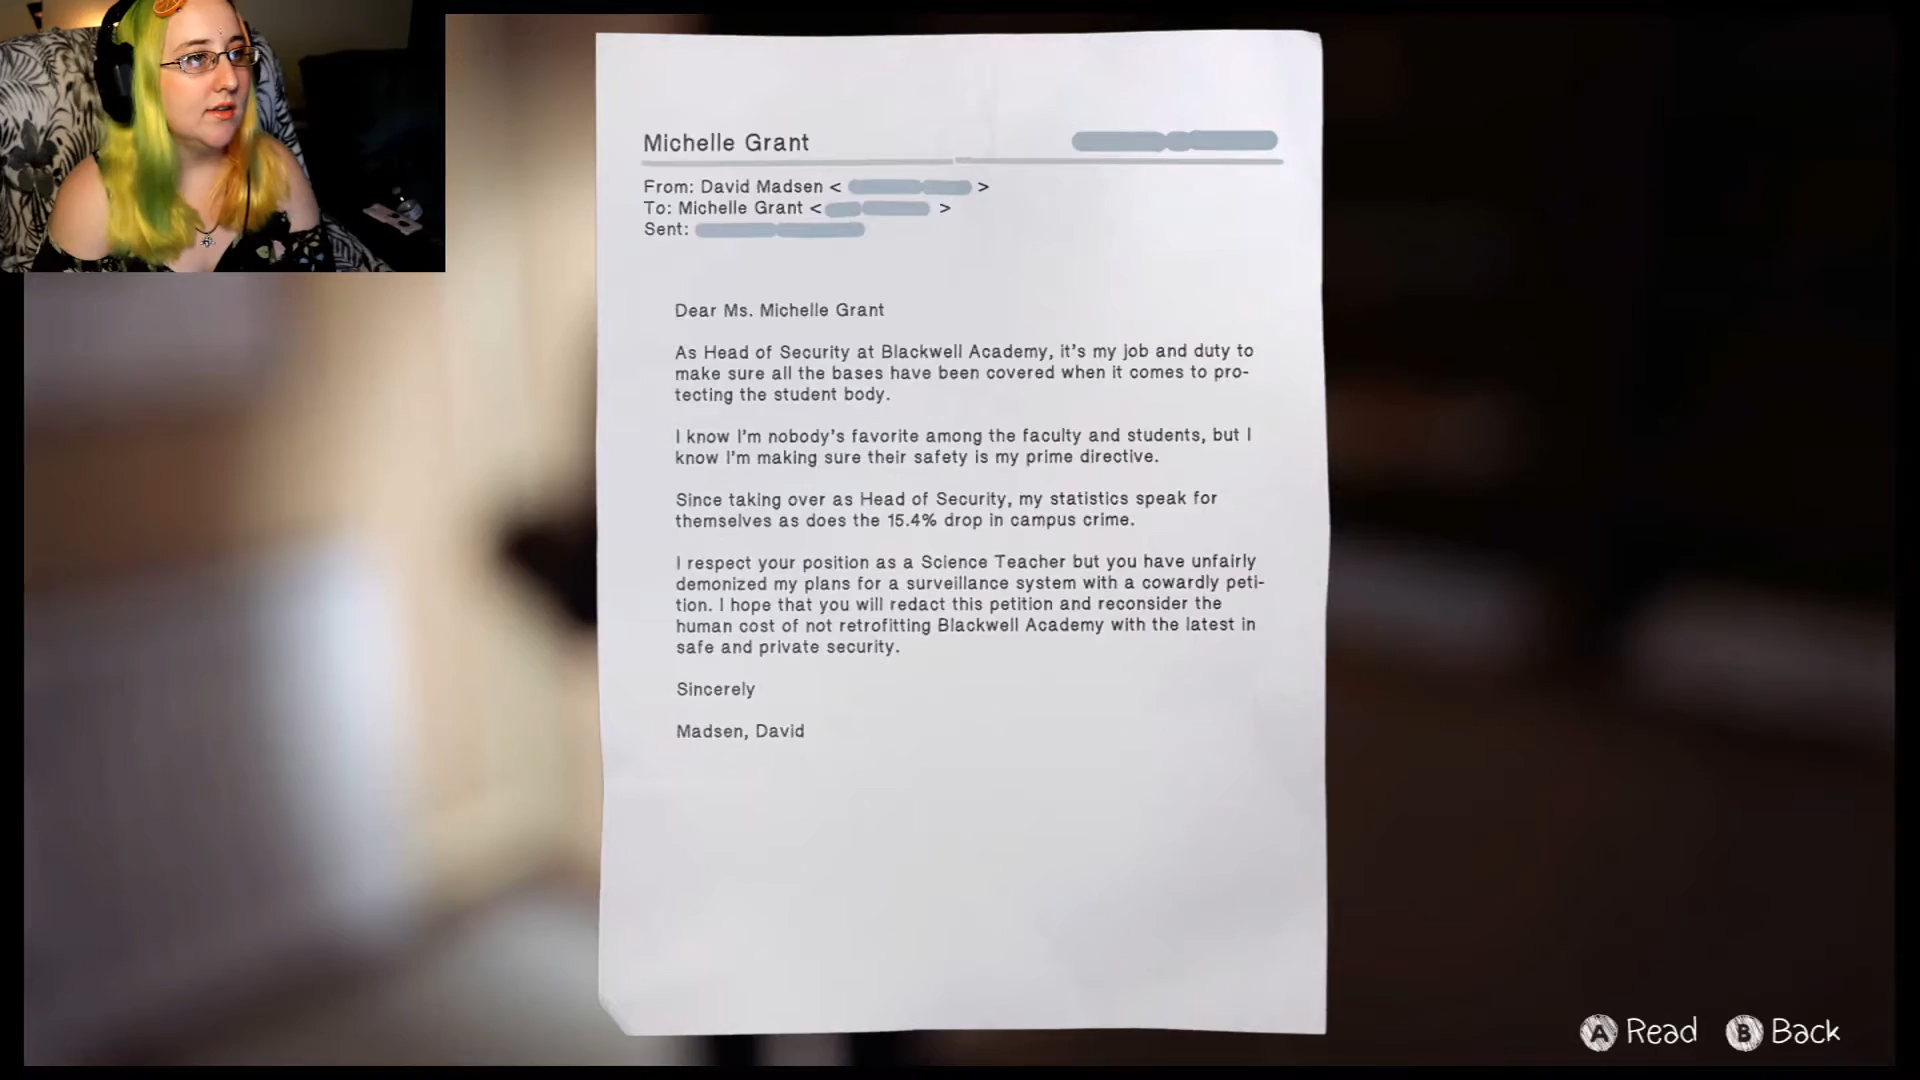 Michelle Grant
From: David Madsen < >
To: Michelle Grant < >
Sent:
Dear Ms. Michelle Grant
As Head of Security at Blackwell Academy, it's my job and duty to
make sure all the bases have been covered when it comes to pro-
tecting the student body.
I know I'm nobody's favorite among the faculty and students, but I
know I'm making sure their safety is my prime directive.
Since taking over as Head of Security, my statistics speak for
themselves as does the 15.4% drop in campus crime.
I respect your position as a Science Teacher but you have unfairly
demonized my plans for a surveillance system with a cowardly peti-
tion. I hope that you will redact this petition and reconsider the
human cost of not retrofitting Blackwell Academy with the latest in
safe and private security.
Sincerely
Madsen, David
A Read B Back